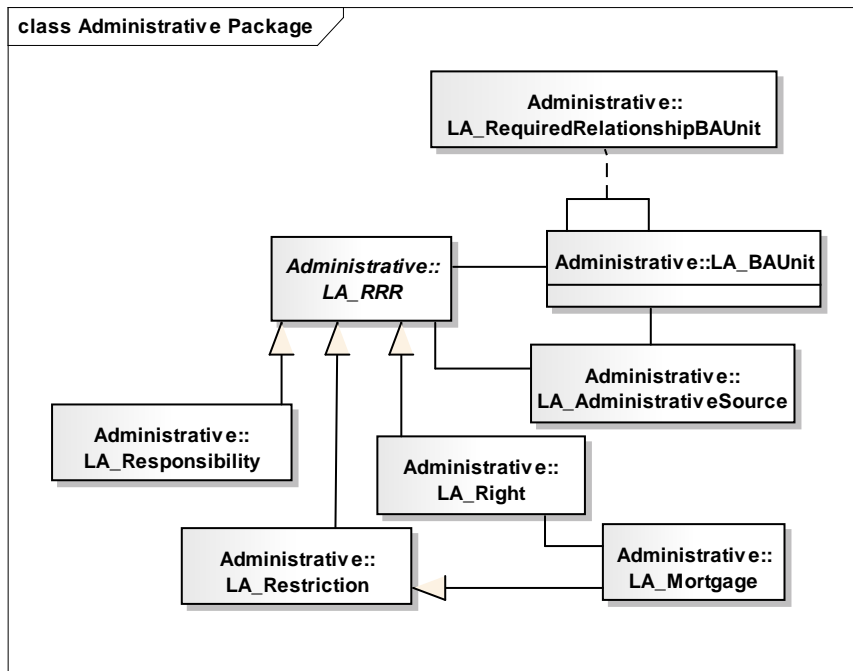 class Administrative Package
Administrative::
LA_RequiredRelationshipBAUnit
Administrative::
LA_RRR
Administrative::LA_BAUnit
Administrative::
LA_AdministrativeSource
Administrative::
LA_Responsibility
Administrative::
LA_Right
Administrative::
LA_Restriction
Administrative::
LA_Mortgage